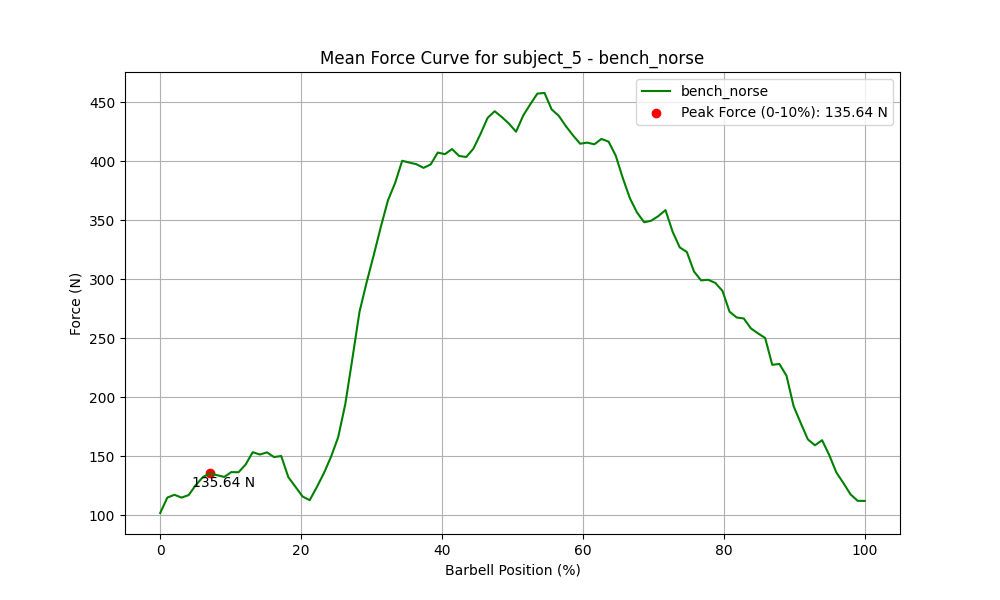 Mean Force Curve for subject_5 - bench_norse
bench_norse
Peak Force (0-10%): 135.64 N
450
400
350
300
250
200
150
100
Force (N)
135.64 N
0 20 40 60 80 100
Barbell Position (%)